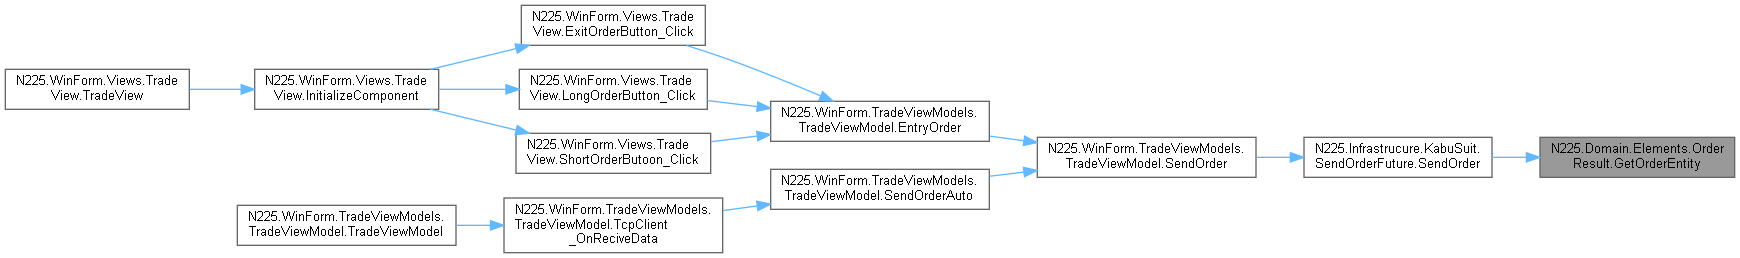 N225.WinForm.Views.Trade
View.ExitOrderButton_Click
N225.WinForm.Views.Trade
View.TradeView
N225.WinForm.Views.Trade
View.InitializeComponent
N225.WinForm.Views.Trade
View.LongOrderButton_Click
N225.WinForm.TradeViewModels.
TradeViewModel.EntryOrder
N225.WinForm.Views.Trade
View.ShortOrderButoon_Click
N225.WinForm.TradeViewModels.
TradeViewModel.SendOrder
N225.Infrastrucure.KabuSuit.
SendOrderFuture.SendOrder
N225.Domain.Elements.Order
Result.GetOrderEntity
N225.WinForm.TradeViewModels.
TradeViewModel.SendOrderAuto
N225.WinForm.TradeViewModels.
TradeViewModel.TradeViewModel
N225.WinForm.TradeViewModels.
TradeViewModel.TcpClient
_OnReciveData